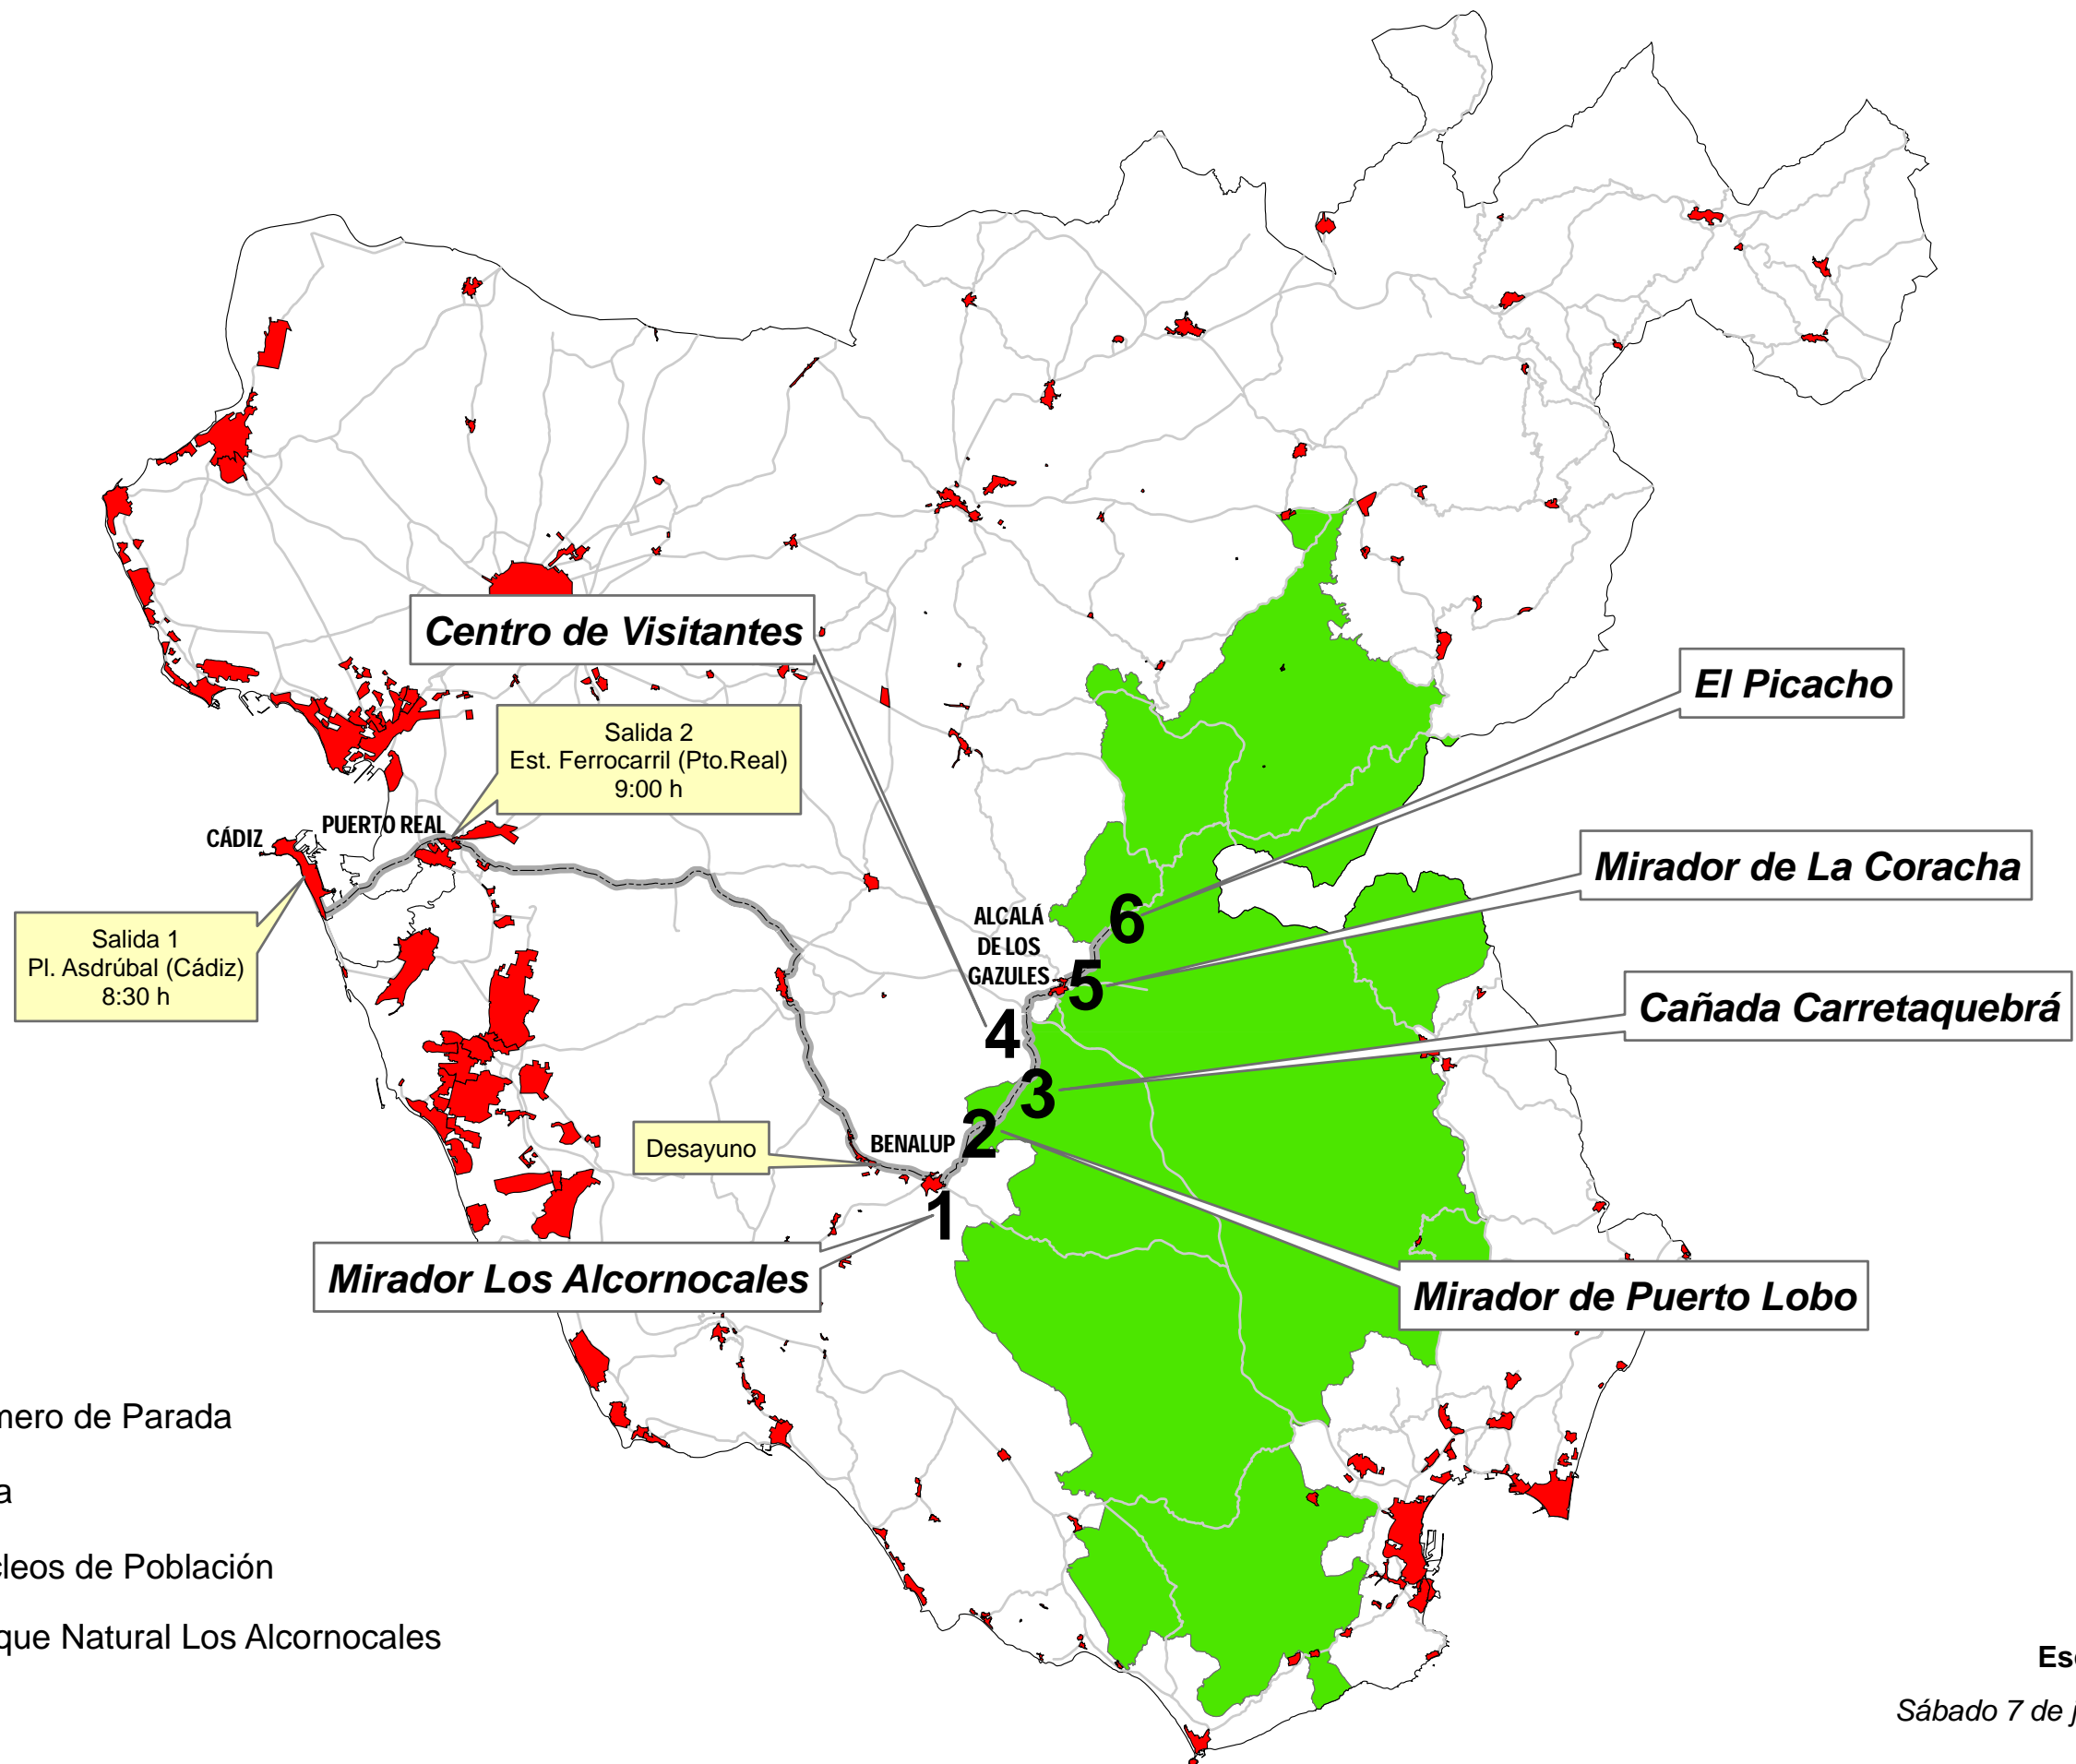 Centro de Visitantes
El Picacho
Salida 2
Est. Ferrocarril (Pto.Real)
9:00 h
PUERTO REAL
CÁDIZ
Mirador de La Coracha
Salida 1
Pl. Asdrúbal (Cádiz)
8:30 h
ALCALÁ
DE LOS
GAZULES
6
5
Cañada Carretaquebrá
4
3
2
Desayuno
BENALUP
1
Mirador Los Alcornocales
Mirador de Puerto Lobo
mero de Parada
a
cleos de Población
que Natural Los Alcornocales
Esc
Sábado 7 de j